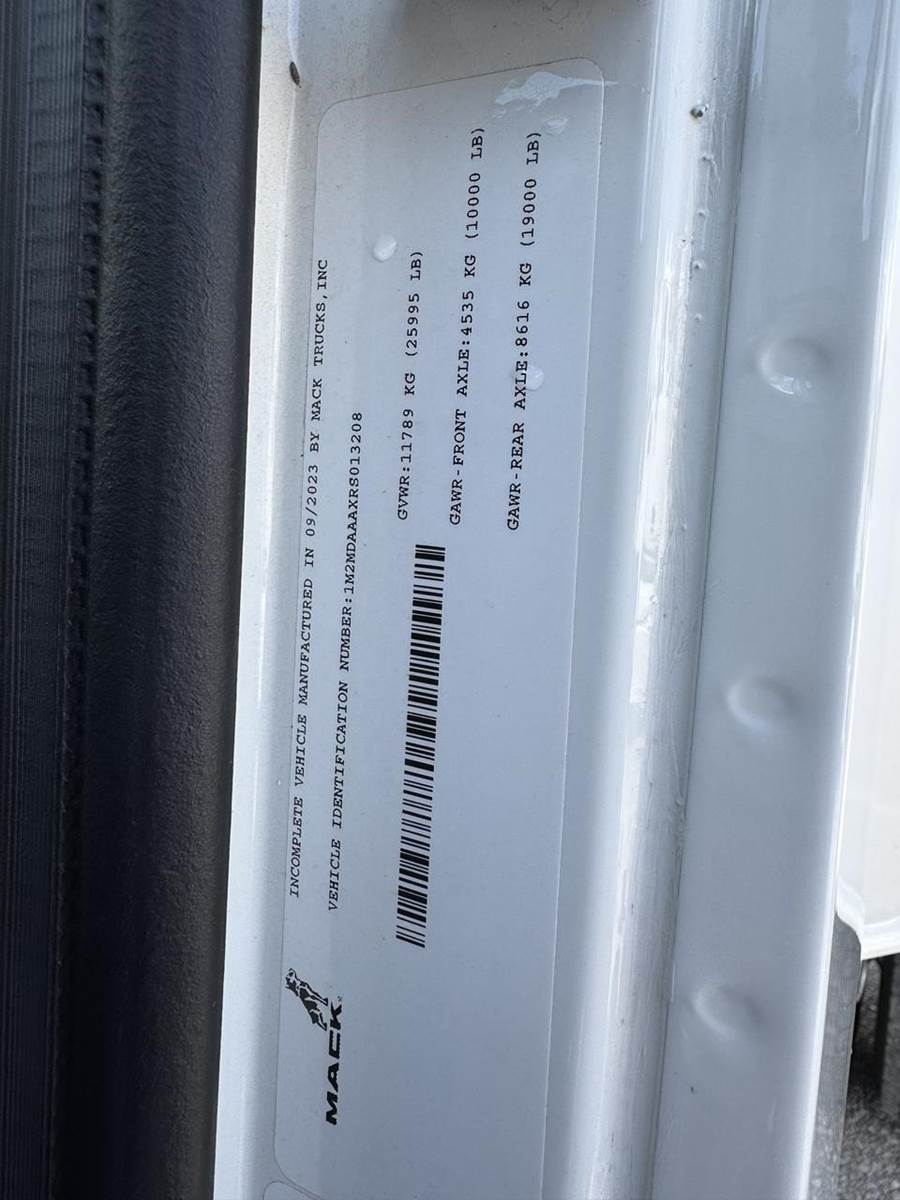 INCOMPLETE VEHICLE MANUFACTURED IN 09/2023 BY MACK TRUCKS,INC
VEHICLE IDENTIFICATION NUMBER:1M2MDAAAXRS013208
GVWR:11789 KG (25995 LB)
GAWR-FRONT AXLE:4535 KG (10000 LB)
GAWR-REAR AXLE:8616 KG (19000 LB)
MACK